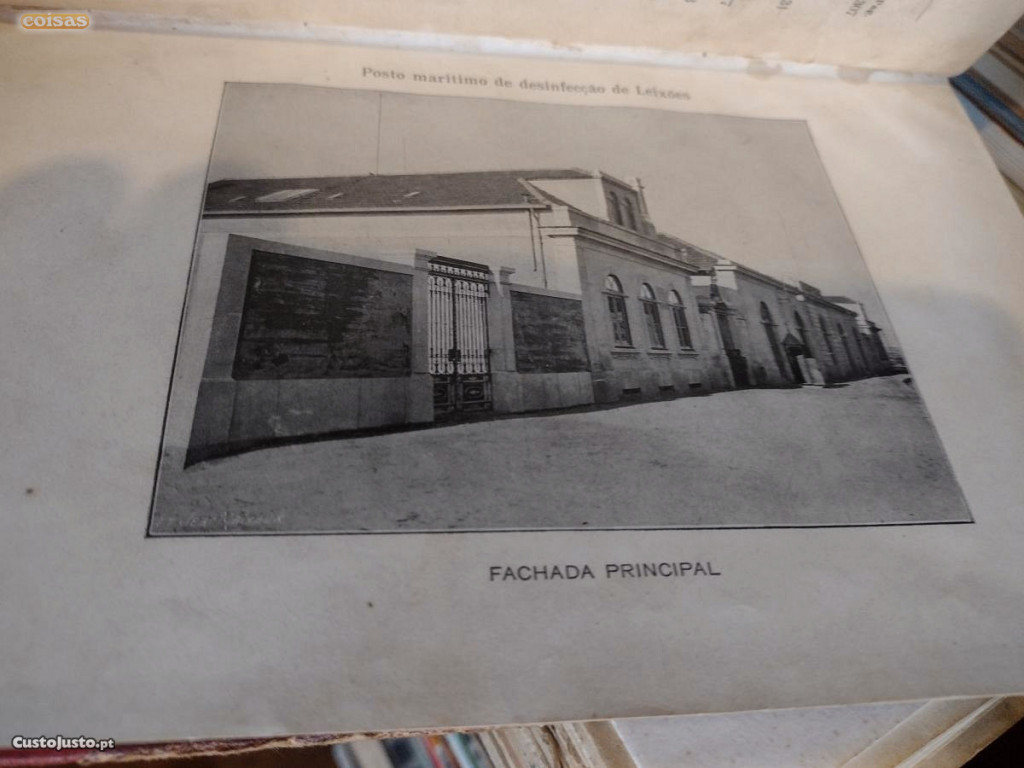 coisas
Posto maritimo de desinfecção de Leixões
FACHADA PRINCIPAL
CustoJusto.pt